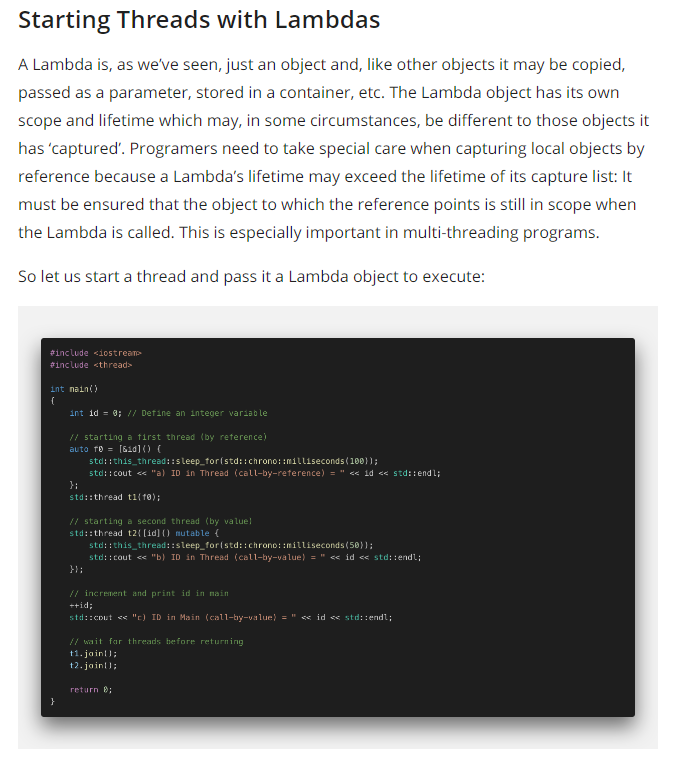 Starting Threads with Lambdas
A Lambda is, as we’ve seen, just an object and, like other objects it may be copied,
passed as a parameter, stored in a container, etc. The Lambda object has its own
scope and lifetime which may, in some circumstances, be different to those objects it
has ‘captured’. Programers need to take special care when capturing local objects by
reference because a Lambda’s lifetime may exceed the lifetime of its capture list: It
must be ensured that the object to which the reference points is still in scope when
the Lambda is called. This is especially important in multi-threading programs.
So let us start a thread and pass it a Lambda object to execute:
#include <iostream>
#include <thread>
int main()
{
int id = 0; // Define an integer variable
// starting a first thread (by reference)
auto f0 = [&id]() {
std::this_thread::sleep_for(std::chrono::milliseconds(100));
std::cout << "a) ID in Thread (call-by-reference) = " << id << std::endl;
};
std::thread t1(f0);
// starting a second thread (by value)
std::thread t2([id]() mutable {
std::this_thread::sleep_for(std::chrono::milliseconds(50));
std::cout << "b) ID in Thread (call-by-value) = " << id << std::endl;
});
// increment and print id in main
++id;
std::cout << "c) ID in Main (call-by-value) = " << id << std::endl;
// wait for threads before returning
t1.join();
t2.join();
return 0;
}